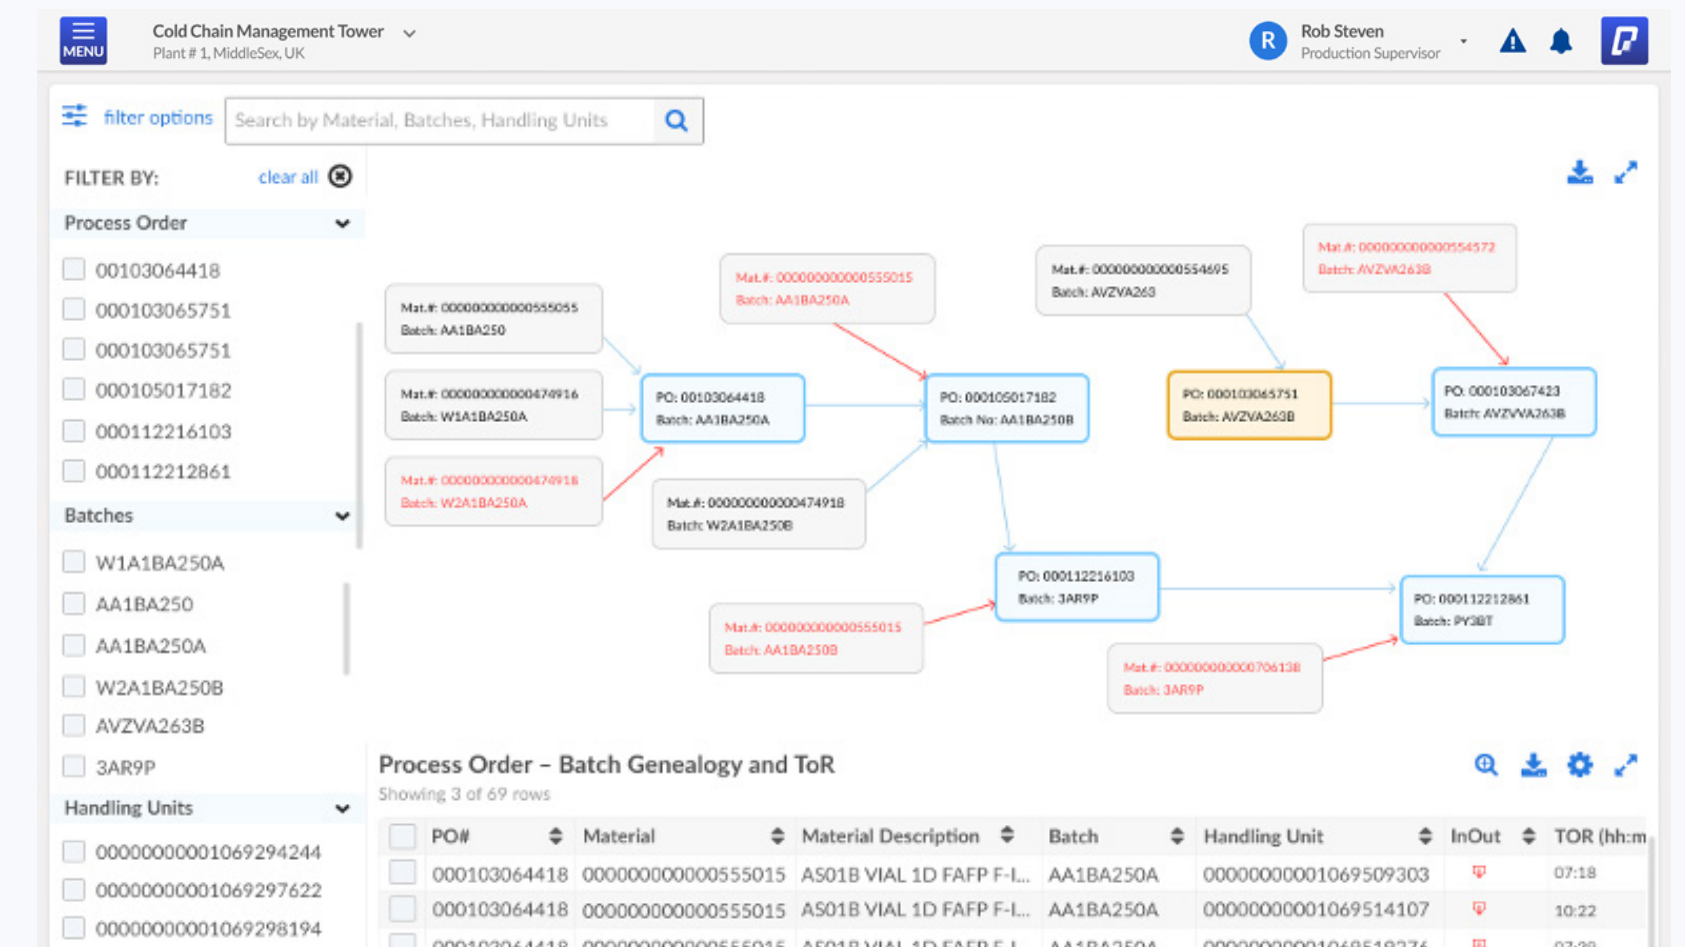 MENU
Cold Chain Management Tower
Plant # 1, MiddleSex, UK
R
Rob Steven
Production Supervisor
filter options
Search by Material, Batches, Handling Units
FILTER BY:
clear all
Process Order
00103064418
000103065751
000103065751
000105017182
000112216103
000112212861
Batches
W1A1BA250A
AA1BA250
AA1BA250A
W2A1BA250B
AVZVA263B
3AR9P
Handling Units
00000000001069294244
00000000001069297622
00000000001069298194
Mat.#: 000000000000555055
Batch: AA1BA250
Mat.#: 000000000000474916
Batch: W1A1BA250A
Mat.#: 000000000000474918
Batch: W2A1BA250A
Mat.#: 000000000000555015
Batch: AA1BA250A
PO: 00103064418
Batch: AA1BA250A
Mat.#: 000000000000474918
Batch: W2A1BA250B
PO: 000105017182
Batch No: AA1BA250B
Mat.#: 000000000000554695
Batch: AVZVA263
Mat.#: 000000000000554572
Batch: AVZVA263B
PO: 000103065751
Batch: AVZVA263B
PO: 000103067423
Batch: AVZVVA263B
PO: 000112216103
Batch: 3AR9P
Mat.#: 000000000000555015
Batch: AA1BA250B
PO: 000112212861
Batch: PY3BT
Mat.#: 000000000000706138
Batch: 3AR9P
Process Order – Batch Genealogy and ToR
Showing 3 of 69 rows
PO# Material Material Description Batch Handling Unit InOut TOR (hh:m
000103064418 000000000000555015 AS01B VIAL 1D FAFP F-I... AA1BA250A 00000000001069509303 07:18
000103064418 000000000000555015 AS01B VIAL 1D FAFP F-I... AA1BA250A 00000000001069514107 10:22